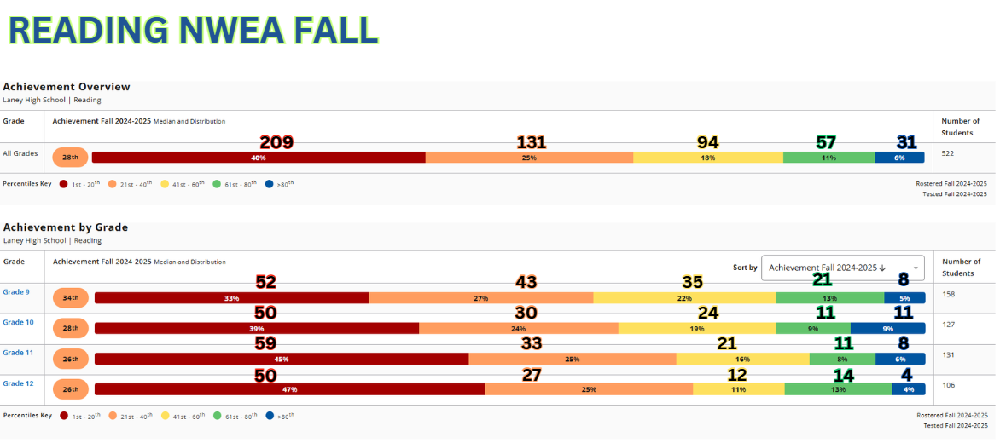 READING NWEA FALL
Achievement Overview
Laney High School | Reading
Grade Achievement Fall 2024-2025 Median and Distribution Number of Students
209 131 94 57 31
All Grades 28th 40% 25% 18% 11% 6% 522
Percentiles Key 1st - 20th 21st - 40th 41st - 60th 61st - 80th >80th
Rostered Fall 2024-2025
Tested Fall 2024-2025
Achievement by Grade
Laney High School | Reading
Grade Achievement Fall 2024-2025 Median and Distribution Sort by Achievement Fall 2024-2025 ↓ Number of Students
52 43 35 21 8
Grade 9 34th 33% 27% 22% 13% 5% 158
50 30 24 11 11
Grade 10 28th 39% 24% 19% 9% 9% 127
59 33 21 11 8
Grade 11 26th 45% 25% 16% 8% 6% 131
50 27 12 14 4
Grade 12 26th 47% 25% 11% 13% 4% 106
Percentiles Key 1st - 20th 21st - 40th 41st - 60th 61st - 80th >80th
Rostered Fall 2024-2025
Tested Fall 2024-2025